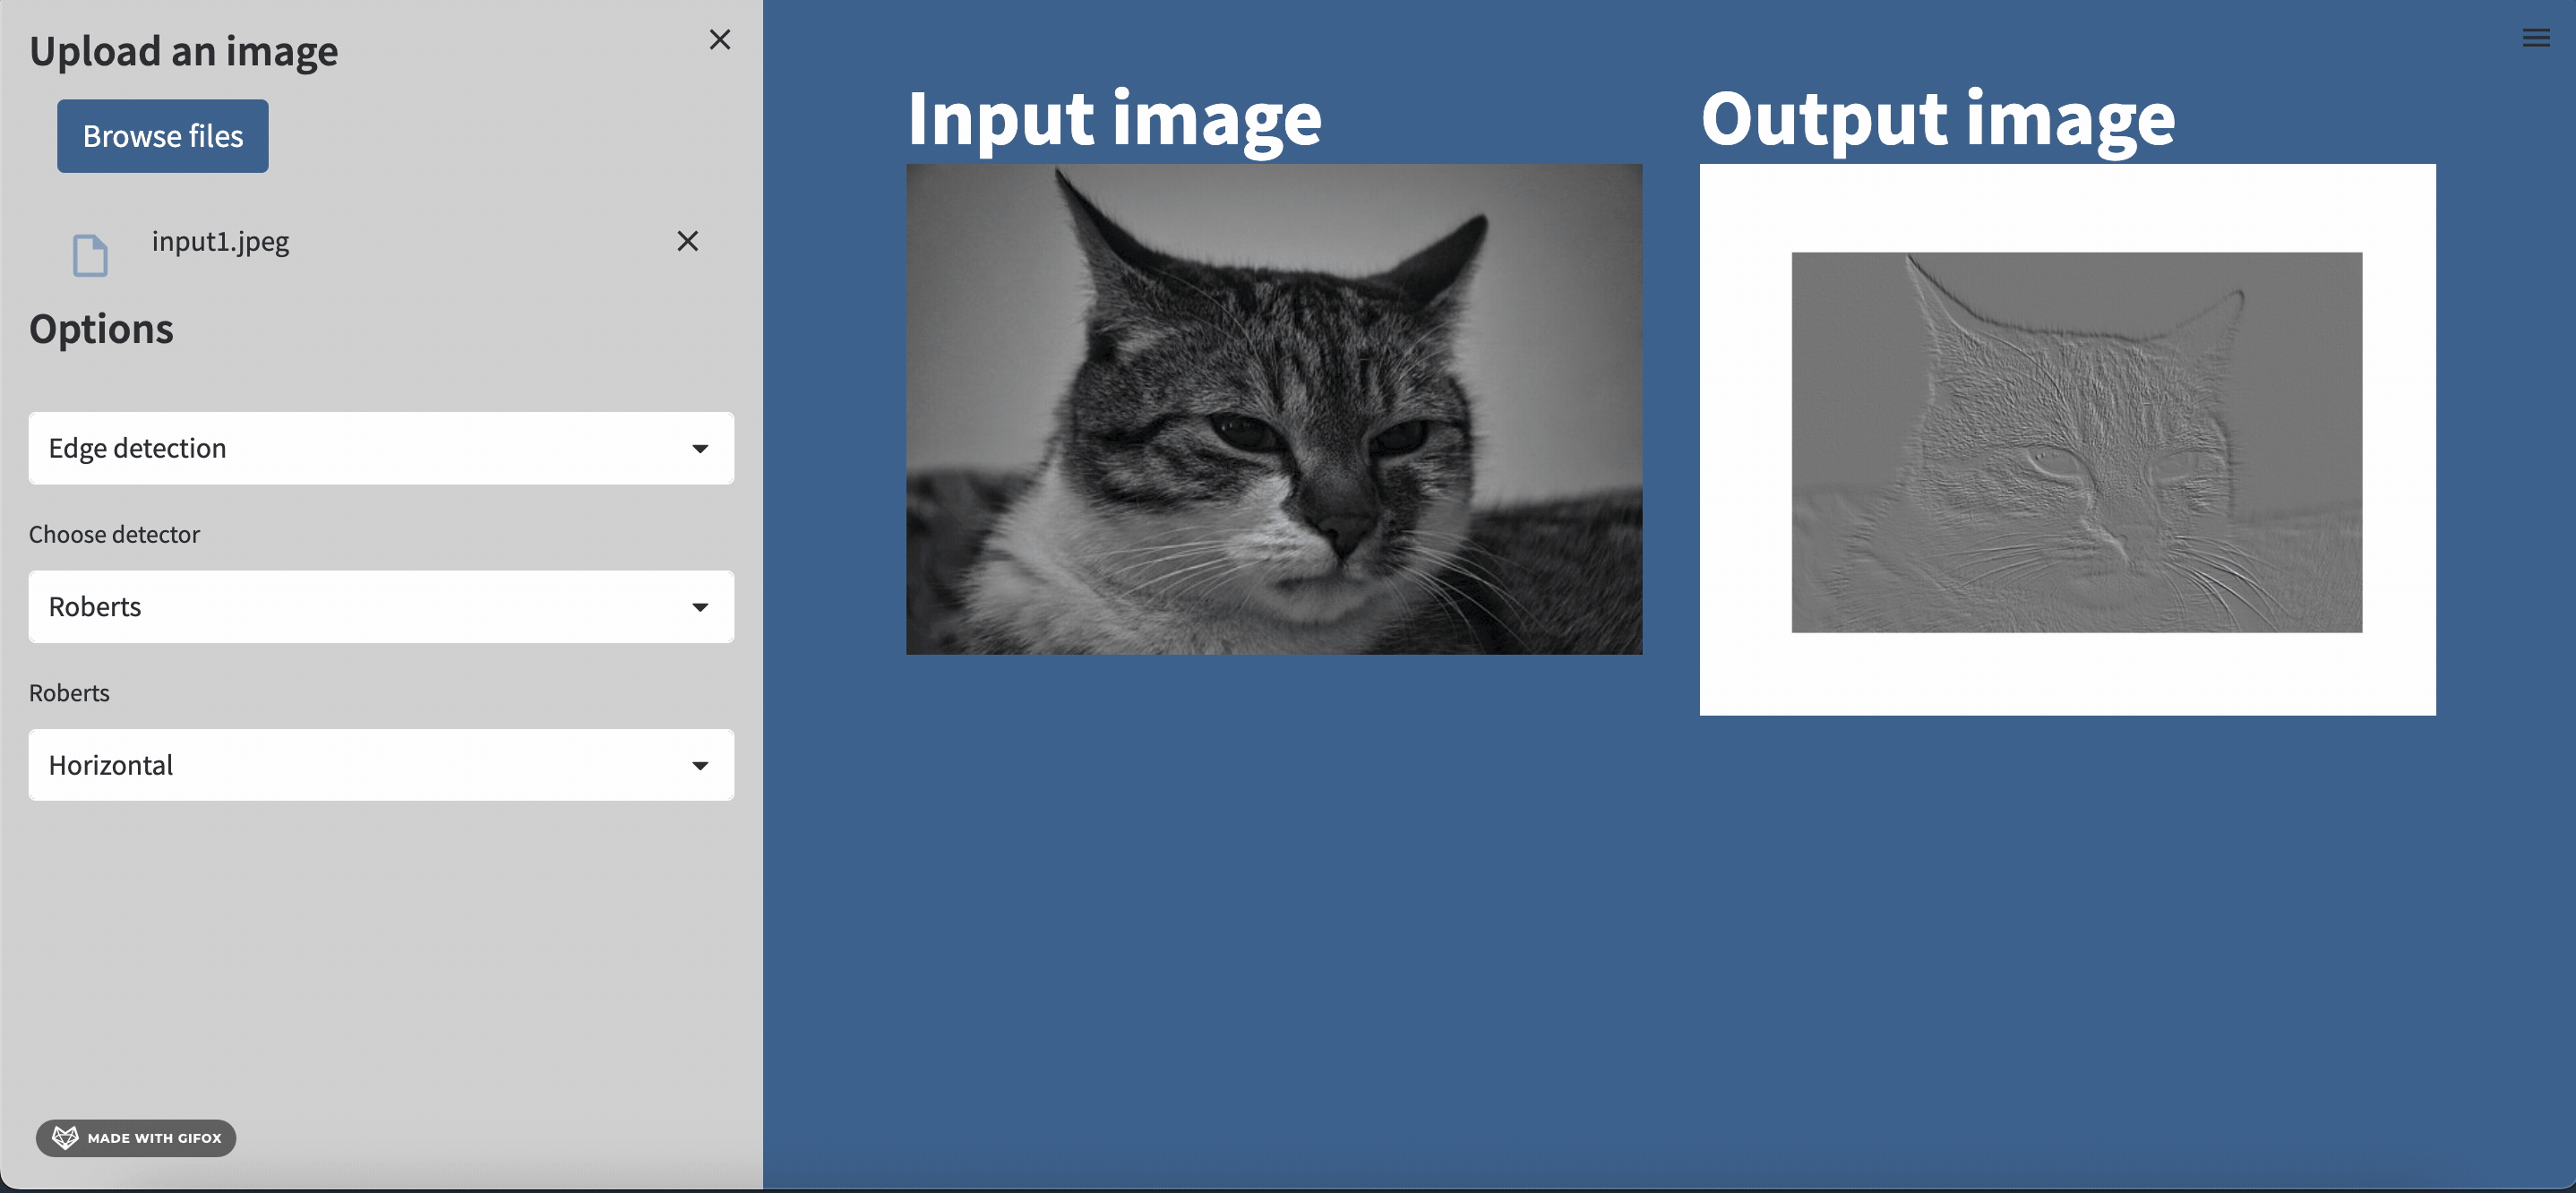 Upload an image
Browse files
input1.jpeg
Options
Edge detection
Choose detector
Roberts
Roberts
Horizontal
MADE WITH GIFOX
Input image
Output image